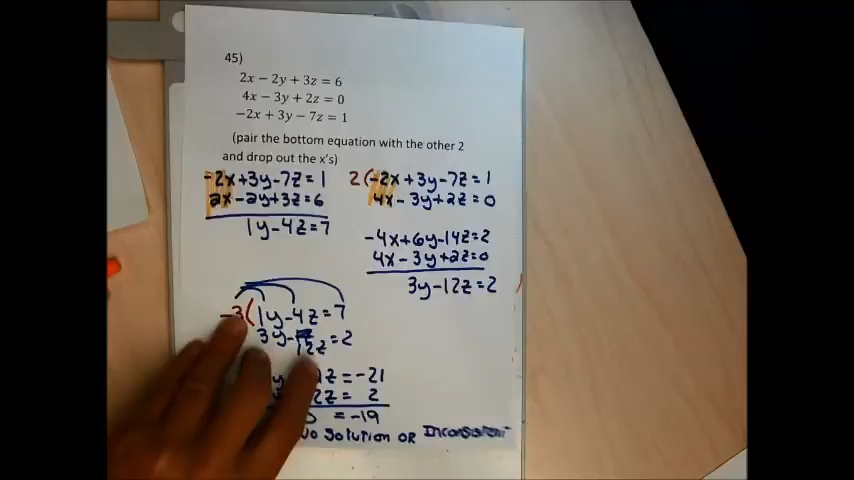 45)
2x − 2y + 3z = 6
4x − 3y + 2z = 0
−2x + 3y − 7z = 1
(pair the bottom equation with the other 2
and drop out the x's)
-2x+3y-7z=1
2x-2y+3z=6
1y-4z=7
2(-2x+3y-7z=1
4x-3y+2z=0
-4x+6y-14z=2
4x-3y+2z=0
3y-12z=2
-3(1y-4z=7
3y-
12z=2
z=-21
2z= 2
=-19
Solution OR Inconsistent